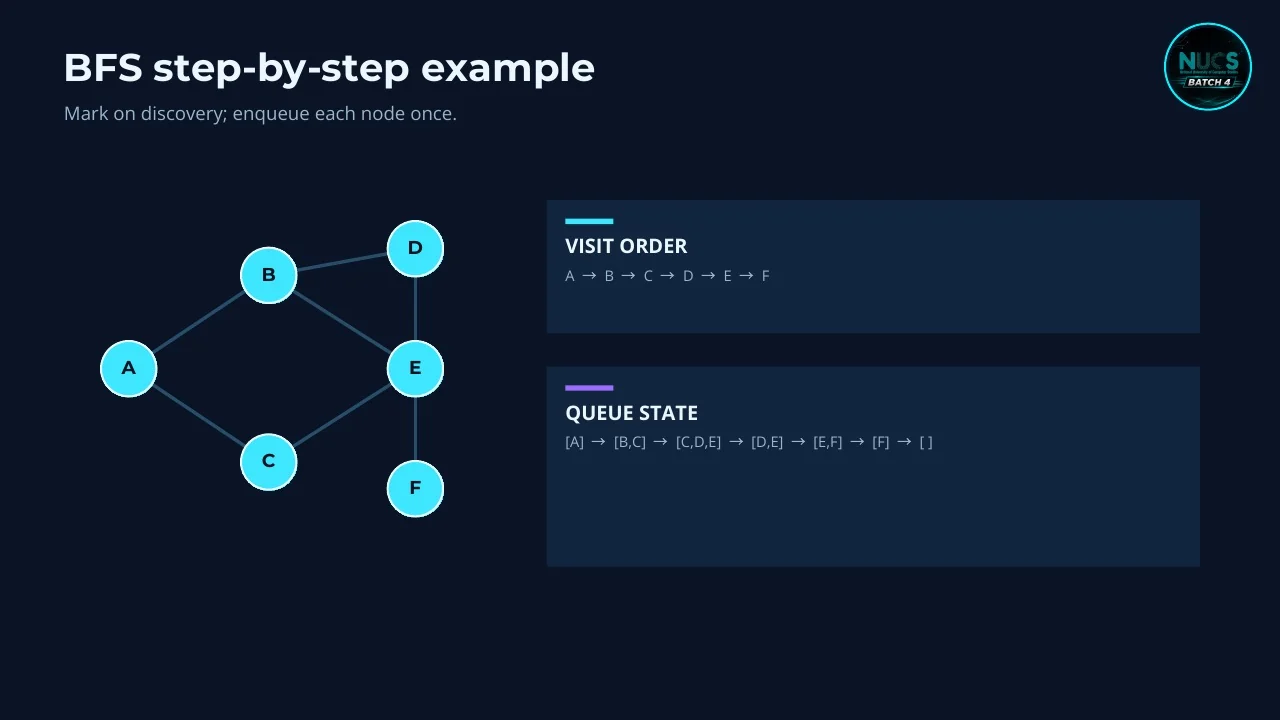 BFS step-by-step example
Mark on discovery; enqueue each node once.
NUCS
BATCH 4
D
B
A
E
C
F
VISIT ORDER
A → B → C → D → E → F
QUEUE STATE
[A] → [B,C] → [C,D,E] → [D,E] → [E,F] → [F] → [ ]